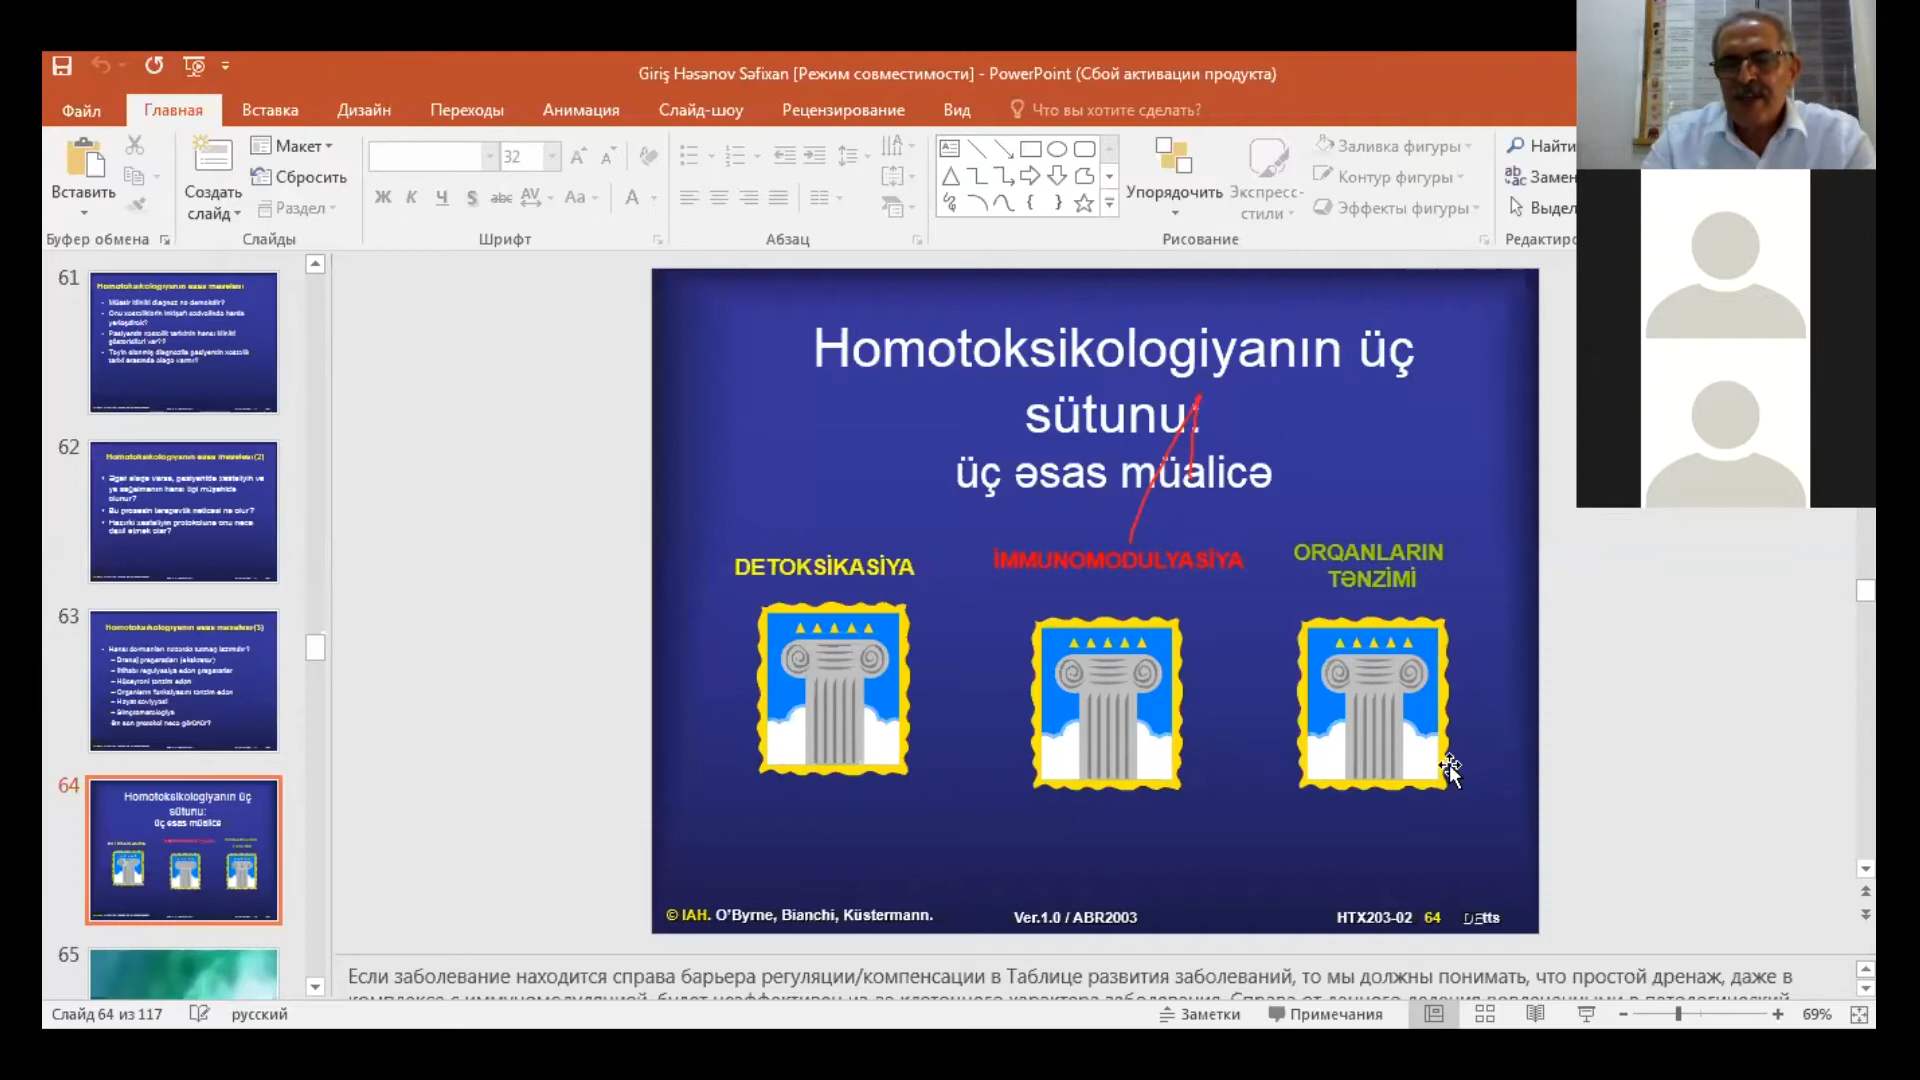 Giriş Həsənov Səfixan [Режим совместимости] - PowerPoint (Сбой активации продукта)
Файл
Главная
Вставка
Дизайн
Переходы
Анимация
Слайд-шоу
Рецензирование
Вид
Что вы хотите сделать?
Вставить
Буфер обмена
Создать
слайд
Макет
Сбросить
Раздел
Слайды
32
Ж К Ч S abc AV Aa A
Шрифт
Абзац
Упорядочить
Экспресс-
стили
Заливка фигуры
Контур фигуры
Эффекты фигуры
Рисование
Найти
Замен
Выдел
Редактир
61
62
63
64
Homotoksikologiyanın üç
sütunu:
üç əsas müalicə
65
Homotoksikologiyanın üç
sütunu:
üç əsas müalicə
DETOKSİKASİYA
İMMUNOMODULYASİYA
ORQANLARIN
TƏNZİMİ
© IAH. O'Byrne, Bianchi, Küstermann.
Ver.1.0 / ABR2003
HTX203-02 64
Если заболевание находится справа барьера регуляции/компенсации в Таблице развития заболеваний, то мы должны понимать, что простой дренаж, даже в
Слайд 64 из 117
русский
Заметки
Примечания
69%